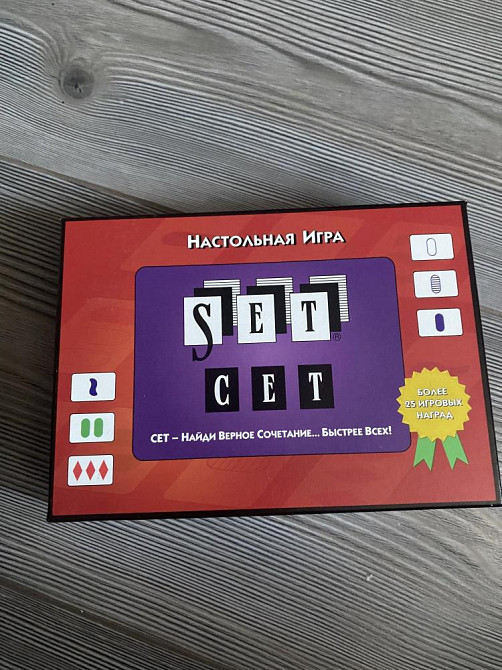 Настольная Игра
SET®
СЕТ
СЕТ – Найди Верное Сочетание... Быстрее Всех!
Более
25 игровых
наград